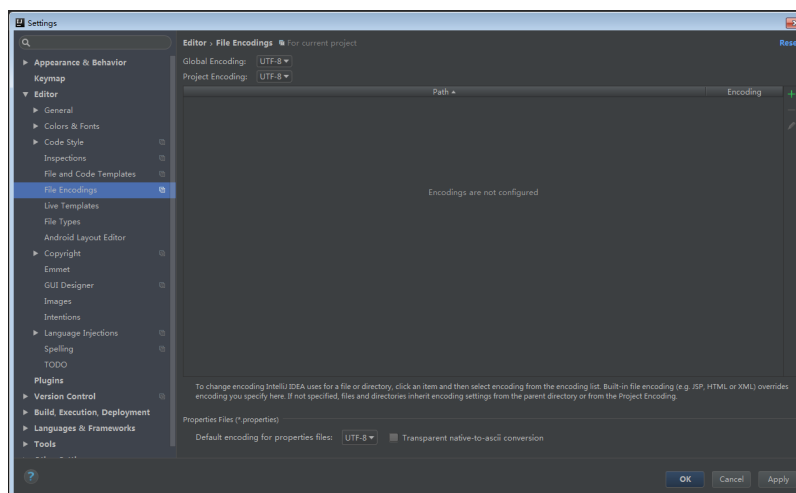 Settings
Editor › File Encodings For current project
Reset
Global Encoding: UTF-8
Project Encoding: UTF-8
Path Encoding
Encodings are not configured
To change encoding IntelliJ IDEA uses for a file or directory, click an item and then select encoding from the encoding list. Built-in file encoding (e.g. JSP, HTML or XML) overrides
encoding you specify here. If not specified, files and directories inherit encoding settings from the parent directory or from the Project Encoding.
Properties Files (*.properties)
Default encoding for properties files: UTF-8 Transparent native-to-ascii conversion
Appearance & Behavior
Keymap
Editor
General
Colors & Fonts
Code Style
Inspections
File and Code Templates
File Encodings
Live Templates
File Types
Android Layout Editor
Copyright
Emmet
GUI Designer
Images
Intentions
Language Injections
Spelling
TODO
Plugins
Version Control
Build, Execution, Deployment
Languages & Frameworks
Tools
?
OK Cancel Apply